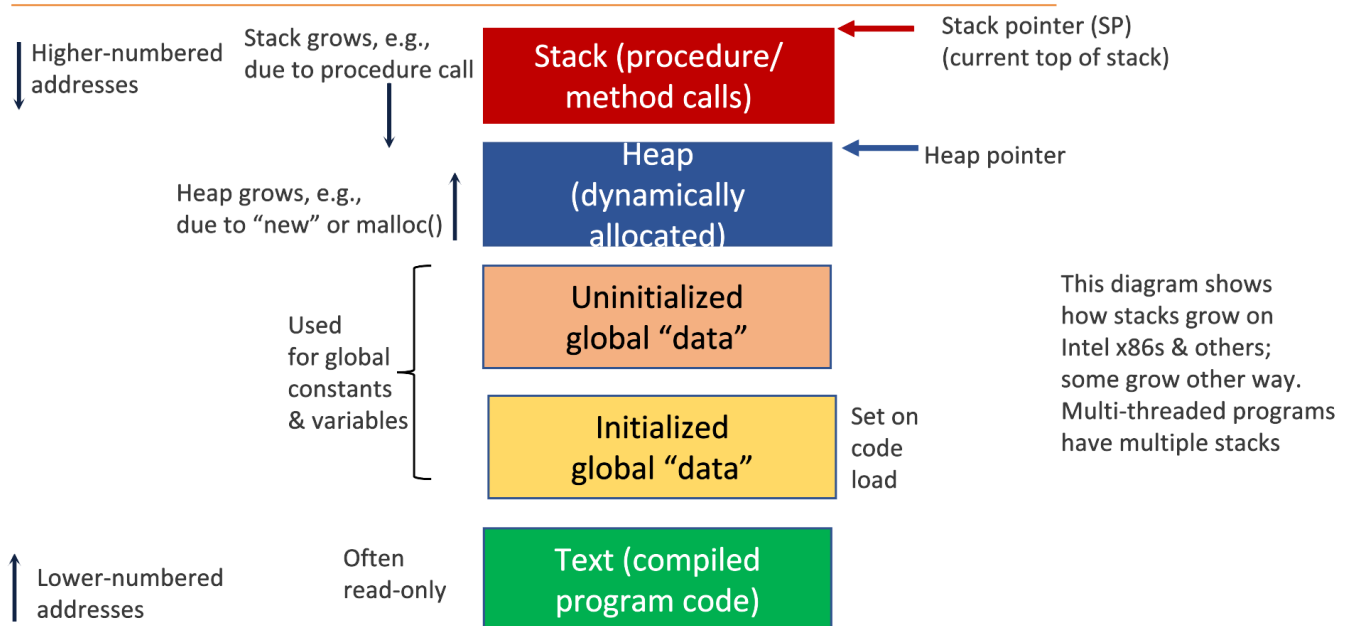 Higher-numbered
addresses
Stack grows, e.g.,
due to procedure call
Stack (procedure/
method calls)
Stack pointer (SP)
(current top of stack)
Heap grows, e.g.,
due to “new” or malloc()
Heap
(dynamically
allocated)
Heap pointer
Used
for global
constants
& variables
Uninitialized
global “data”
Initialized
global “data”
Set on
code
load
This diagram shows
how stacks grow on
Intel x86s & others;
some grow other way.
Multi-threaded programs
have multiple stacks
Lower-numbered
addresses
Often
read-only
Text (compiled
program code)